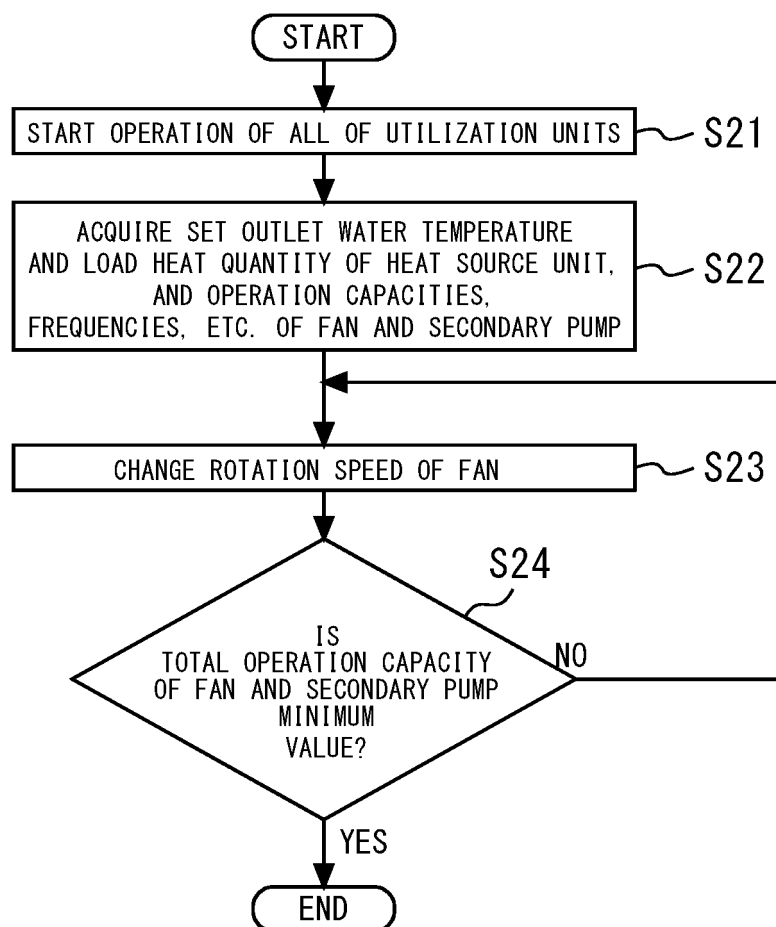 START
START OPERATION OF ALL OF UTILIZATION UNITS
S21
ACQUIRE SET OUTLET WATER TEMPERATURE
AND LOAD HEAT QUANTITY OF HEAT SOURCE UNIT,
AND OPERATION CAPACITIES,
FREQUENCIES, ETC. OF FAN AND SECONDARY PUMP
S22
CHANGE ROTATION SPEED OF FAN
S23
S24
IS
TOTAL OPERATION CAPACITY
OF FAN AND SECONDARY PUMP
MINIMUM
VALUE?
NO
YES
END